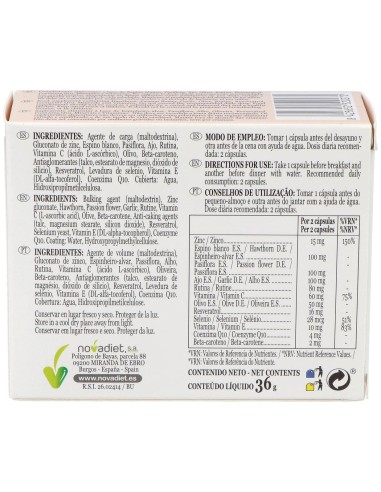 ES INGREDIENTES: Agente de carga (maltodextrina),
Gluconato de zinc, Espino blanco, Pasiflora, Ajo, Rutina,
Vitamina C (ácido L-ascórbico), Olivo, Beta-caroteno,
Antiaglomerantes (talco, estearato de magnesio, dióxido de
silicio), Resveratrol, Levadura de selenio, Vitamina E
(DL-alfa-tocoferol), Coenzima Q10. Cubierta: Agua,
Hidroxipropilmetilcelulosa.
EN INGREDIENTS: Bulking agent (maltodextrin), Zinc
gluconate, Hawthorn, Passion flower, Garlic, Rutine, Vitamin
C (L-ascorbic acid), Olive, Beta-carotene, Anti-caking agents
(talc, magnesium stearate, silicon dioxide), Resveratrol, Selenium
yeast, Vitamin E (DL-alpha-tocopherol), Coenzyme
Q10. Coating: Water, Hydroxypropylmethylcellulose.
PT INGREDIENTES: Agente de volume (maltodextrina),
Gluconato de zinco, Espinheiro-alvar, Passiflora, Alho,
Rutina, Vitamina C (ácido L-ascórbico), Oliveira,
Beta-caroteno, Antiaglomerantes (talco, estearato de
magnésio, dióxido de silício), Resveratrol, Levedura de
selénio, Vitamina E (DL-alfa-tocoferol), Coenzima
Q10. Cobertura: Água, Hidroxipropilmetilcelulosa.
Conservar en lugar fresco y seco. Proteger de la luz.
Store in a cool dry place away from light.
Conservar em lugar fresco e seco. Proteger da luz.
novadiet, s.a.
Polígono de Bayas, parcela 88
09200 MIRANDA DE EBRO
Burgos - España - Spain
www.novadiet.es
R.S.I. 26.02414 / BU
ES MODO DE EMPLEO: Tomar 1 cápsula antes del desayuno y
otra antes de la cena con ayuda de agua. Dosis diaria recomendada:
2 cápsulas.
EN DIRECTIONS FOR USE: Take 1 capsule before breakfast and
another before dinner with water. Recommended daily
consumption: 2 capsules.
PT CONSELHOS DE UTILIZAÇÃO: Tomar 1 cápsula antes do
pequeno-almoço e outra antes do jantar com ajuda de água.
Dose diária recomendada: 2 cápsulas.
Por 2 cápsulas %VRN*
Per 2 capsules %NRV*
Zinc / Zinco 15 mg 150%
Espino blanco E.S. / Hawthorn D.E. /
Espinheiro-alvar E.S. 100 mg -
Pasiflora E.S. / Passion flower D.E. /
Passiflora E.S. 100 mg -
Ajo E.S. / Garlic D.E. / Alho E.S. 100 mg -
Rutina / Rutine 80 mg -
Vitamina / Vitamin C 60 mg 75%
Olivo E.S. / Olive D.E. / Oliveira E.S. 50 mg -
Resveratrol 16 mg -
Selenio / Selenium / Selénio 28 mcg 51%
Vitamina / Vitamin E 10 mg 83%
Coenzima Q10 / Coenzyme Q10 4 mg -
Beta-caroteno / Beta-carotene 2 mg -
*VRN: Valores de Referencia de Nutriente. / *NRV: Nutrient Reference Values. /
*VRN: Valores de Referência do Nutriente.
CONTENIDO NETO - NET CONTENTS
CONTEÚDO LÍQUIDO 36 g